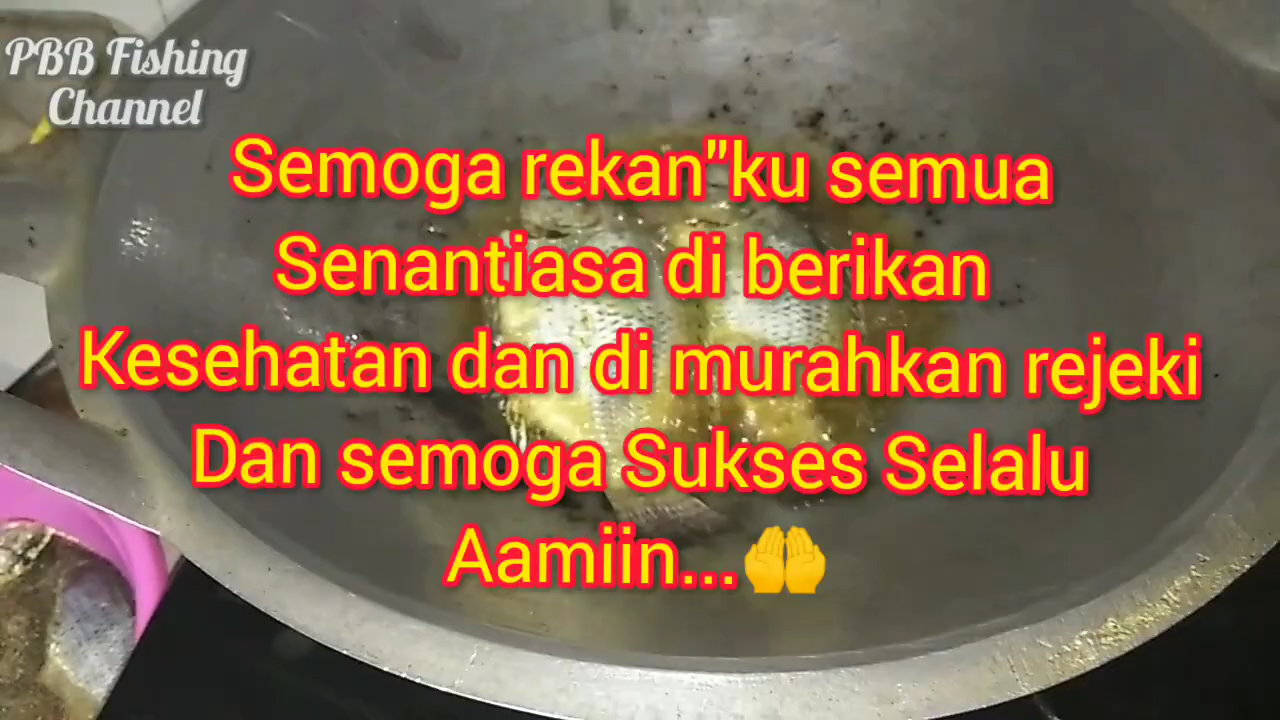 PBB Fishing
Channel
Semoga rekan"ku semua
Senantiasa di berikan
Kesehatan dan di murahkan rejeki
Dan semoga Sukses Selalu
Aamiin...🤲